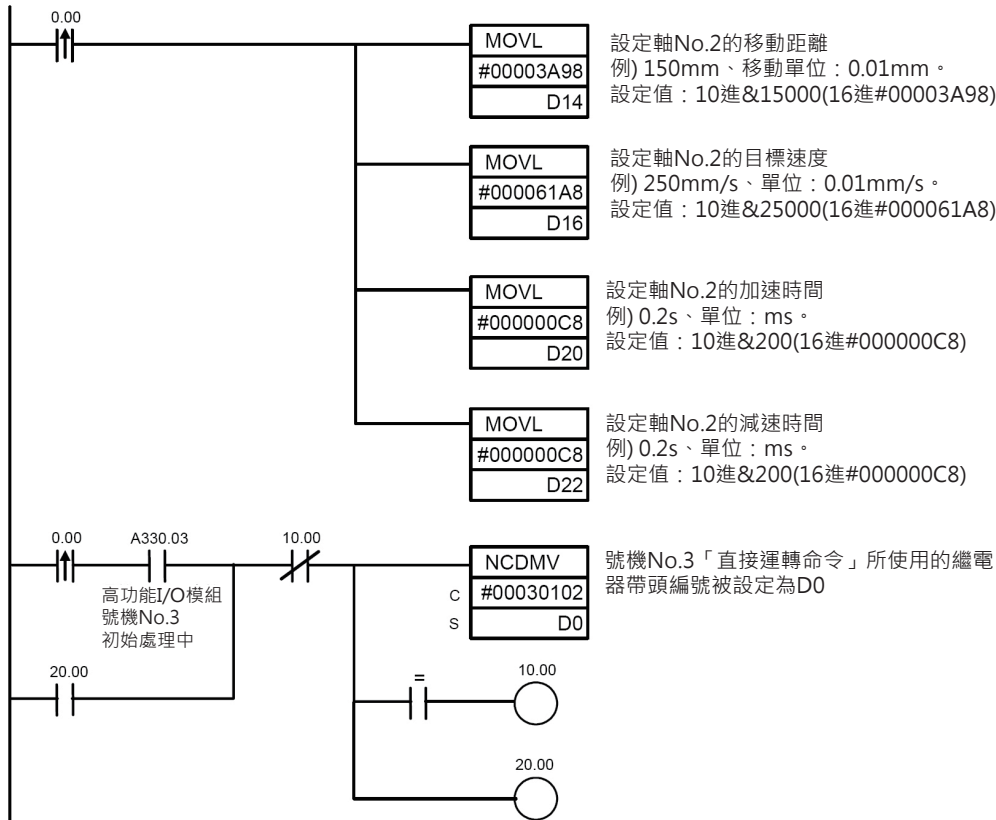 0.00
MOVL
#00003A98
D14
設定軸No.2的移動距離
例) 150mm、移動單位：0.01mm。
設定值：10進&15000(16進#00003A98)
MOVL
#000061A8
D16
設定軸No.2的目標速度
例) 250mm/s、單位：0.01mm/s。
設定值：10進&25000(16進#000061A8)
MOVL
#000000C8
D20
設定軸No.2的加速時間
例) 0.2s、單位：ms。
設定值：10進&200(16進#000000C8)
MOVL
#000000C8
D22
設定軸No.2的減速時間
例) 0.2s、單位：ms。
設定值：10進&200(16進#000000C8)
0.00
A330.03
10.00
高功能I/O模組
號機No.3
初始處理中
NCDMV
C
#00030102
S
D0
號機No.3「直接運轉命令」所使用的繼電
器帶頭編號被設定為D0
20.00
=
10.00
20.00